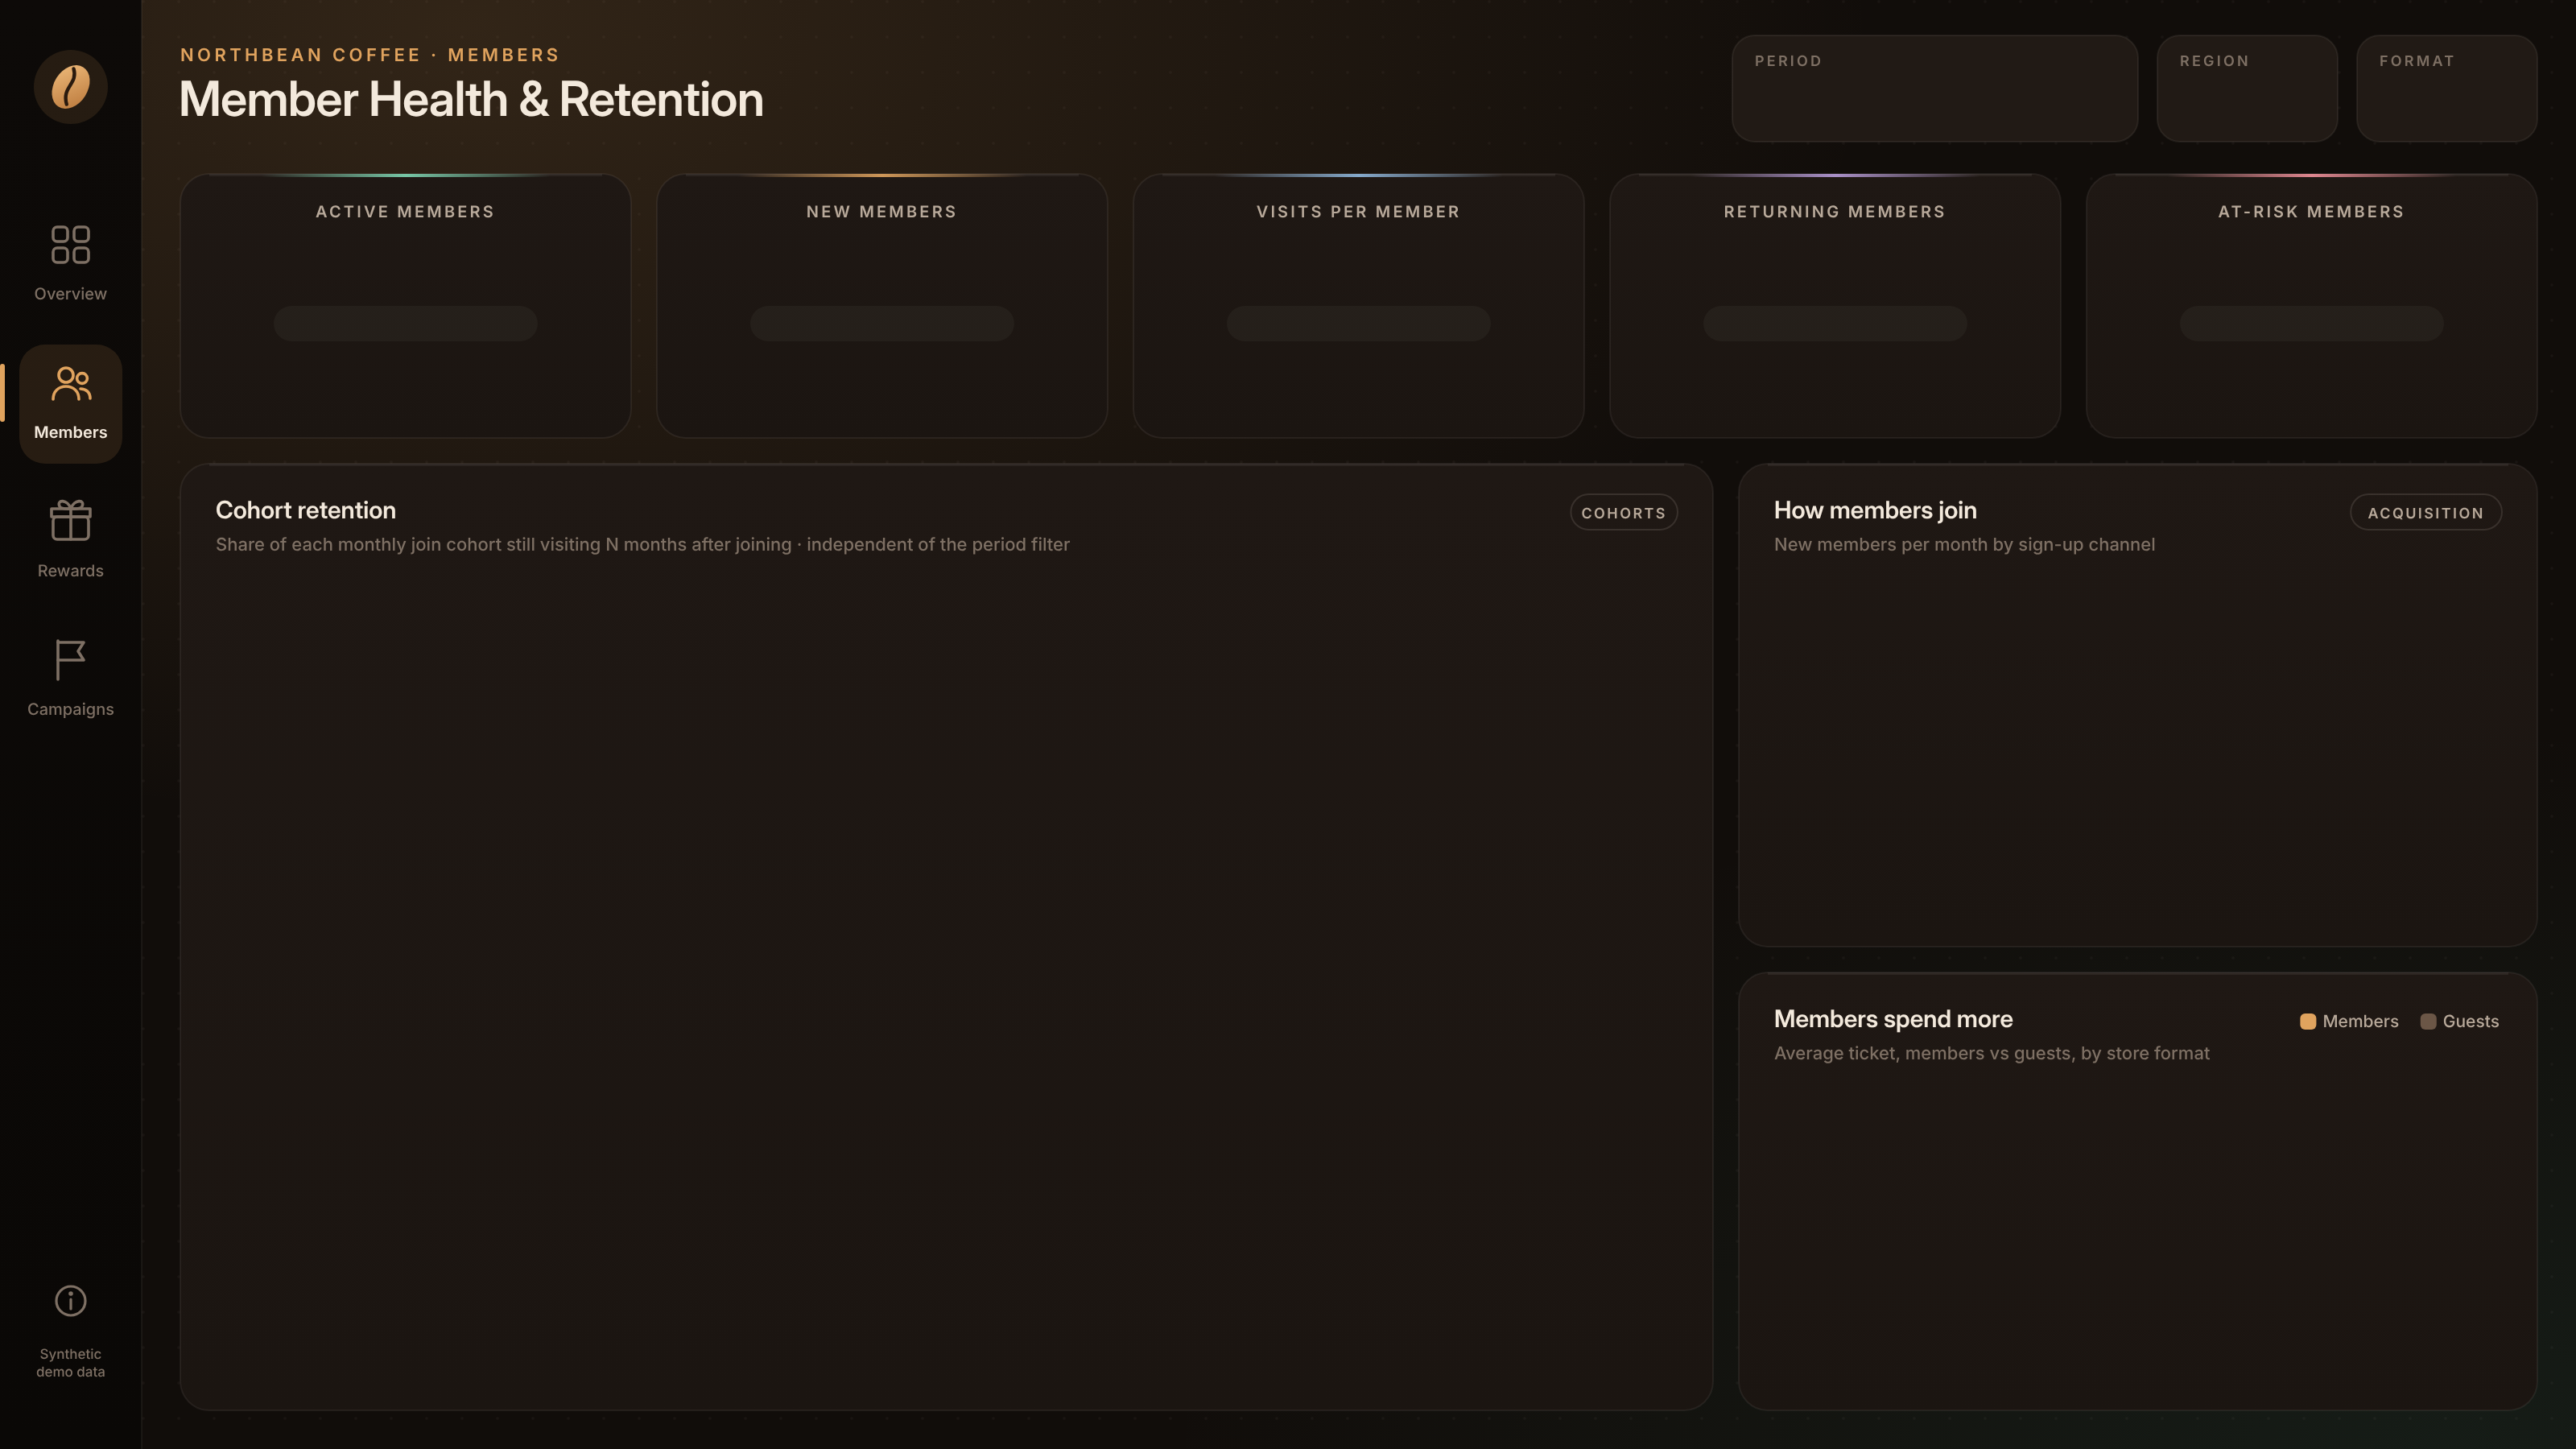 NORTHBEAN COFFEE · MEMBERS
Member Health & Retention
PERIOD
REGION
FORMAT
Overview
Members
Rewards
Campaigns
Synthetic
demo data
ACTIVE MEMBERS
NEW MEMBERS
VISITS PER MEMBER
RETURNING MEMBERS
AT-RISK MEMBERS
Cohort retention
COHORTS
Share of each monthly join cohort still visiting N months after joining · independent of the period filter
How members join
ACQUISITION
New members per month by sign-up channel
Members spend more
Members
Guests
Average ticket, members vs guests, by store format